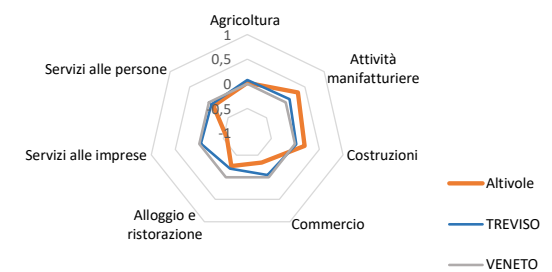 Agricoltura
1
0,5
0
-0,5
-1
Attività
manifatturiere
Costruzioni
Commercio
Alloggio e
ristorazione
Servizi alle imprese
Servizi alle persone
Altivole
TREVISO
VENETO